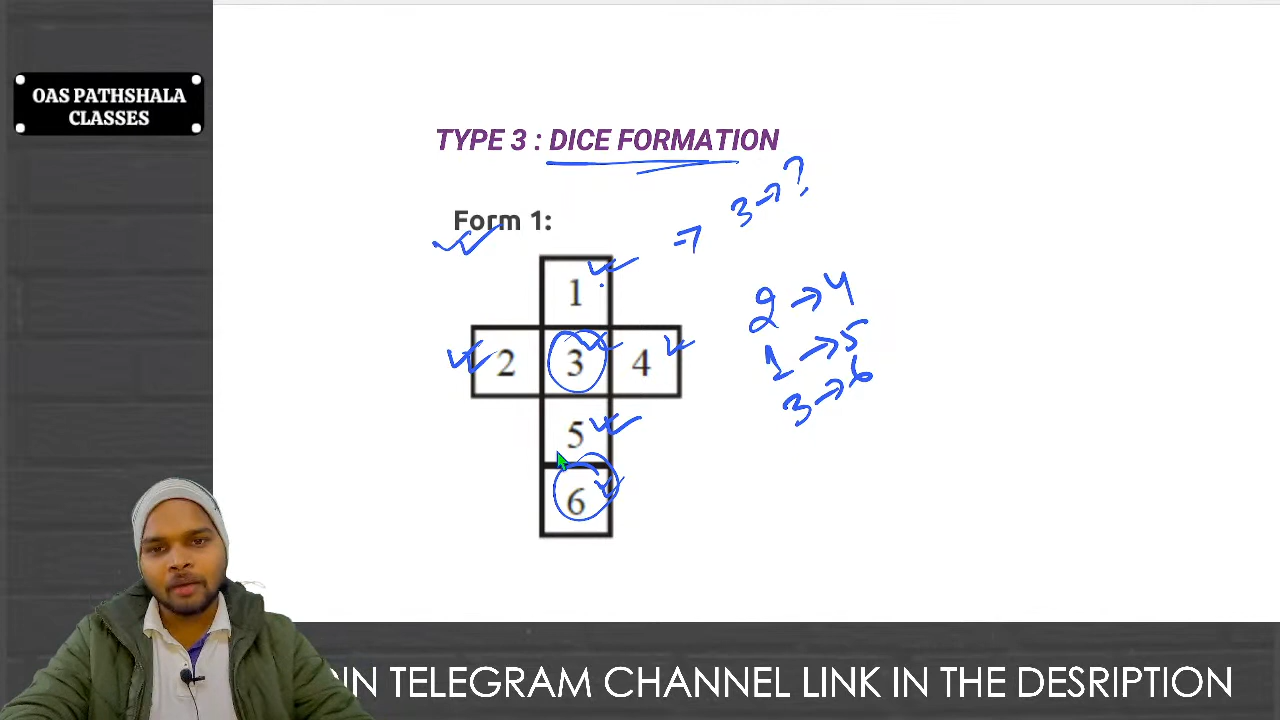 OAS PATHSHALA
CLASSES
TYPE 3 : DICE FORMATION
Form 1:
⇒ 3→?
1
2 3 4
5
6
2→4
1→5
3→6
IN TELEGRAM CHANNEL LINK IN THE DESRIPTION